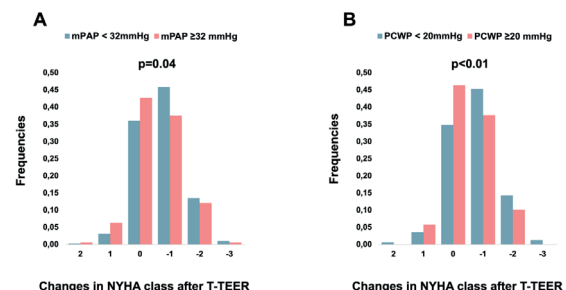 A
mPAP < 32mmHg mPAP ≥32 mmHg
p=0.04
Frequencies
0,50
0,45
0,40
0,35
0,30
0,25
0,20
0,15
0,10
0,05
0,00
2 1 0 -1 -2 -3
Changes in NYHA class after T-TEER
B
PCWP < 20mmHg PCWP ≥20 mmHg
p<0.01
Frequencies
0,50
0,45
0,40
0,35
0,30
0,25
0,20
0,15
0,10
0,05
0,00
2 1 0 -1 -2 -3
Changes in NYHA class after T-TEER